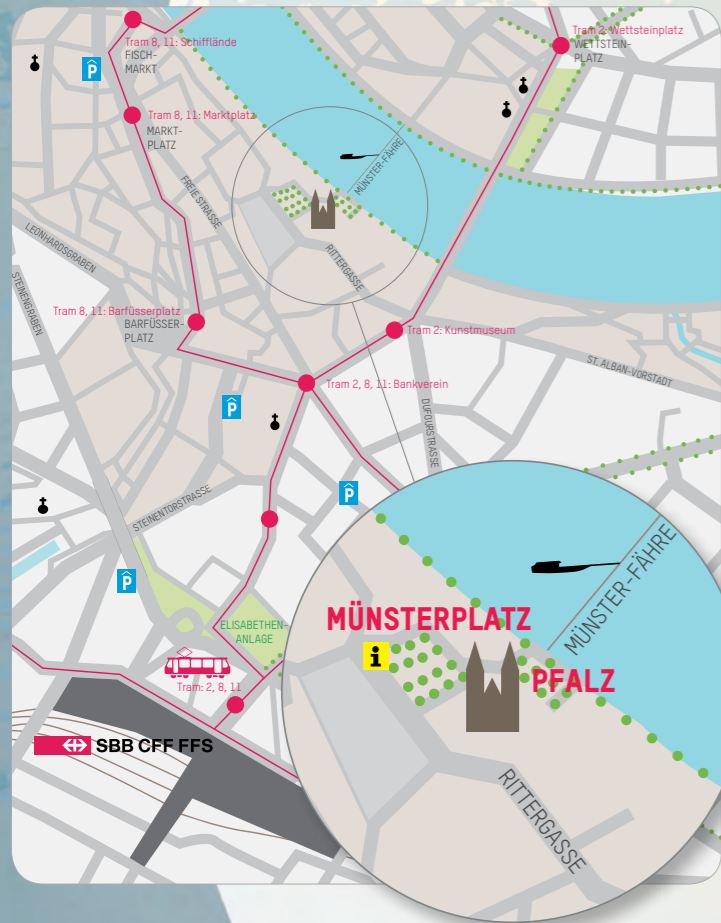 Tram 8, 11: Schifflände
FISCH-
MARKT
P
Tram 2: Wettsteinplatz
WETTSTEIN-
PLATZ
Tram 8, 11: Marktplatz
MARKT-
PLATZ
FREIE STRASSE
MÜNSTER-FÄHRE
RITTERGASSE
LEONHARDSGRABEN
STEINENGRABEN
Tram 8, 11: Barfüsserplatz
BARFÜSSER-
PLATZ
Tram 2: Kunstmuseum
ST. ALBAN-VORSTADT
Tram 2, 8, 11: Bankverein
P
DUFOURSTRASSE
P
STEINENTORSTRASSE
P
ELISABETHEN-
ANLAGE
Tram: 2, 8, 11
SBB CFF FFS
MÜNSTER-FÄHRE
MÜNSTERPLATZ
i
PFALZ
RITTERGASSE